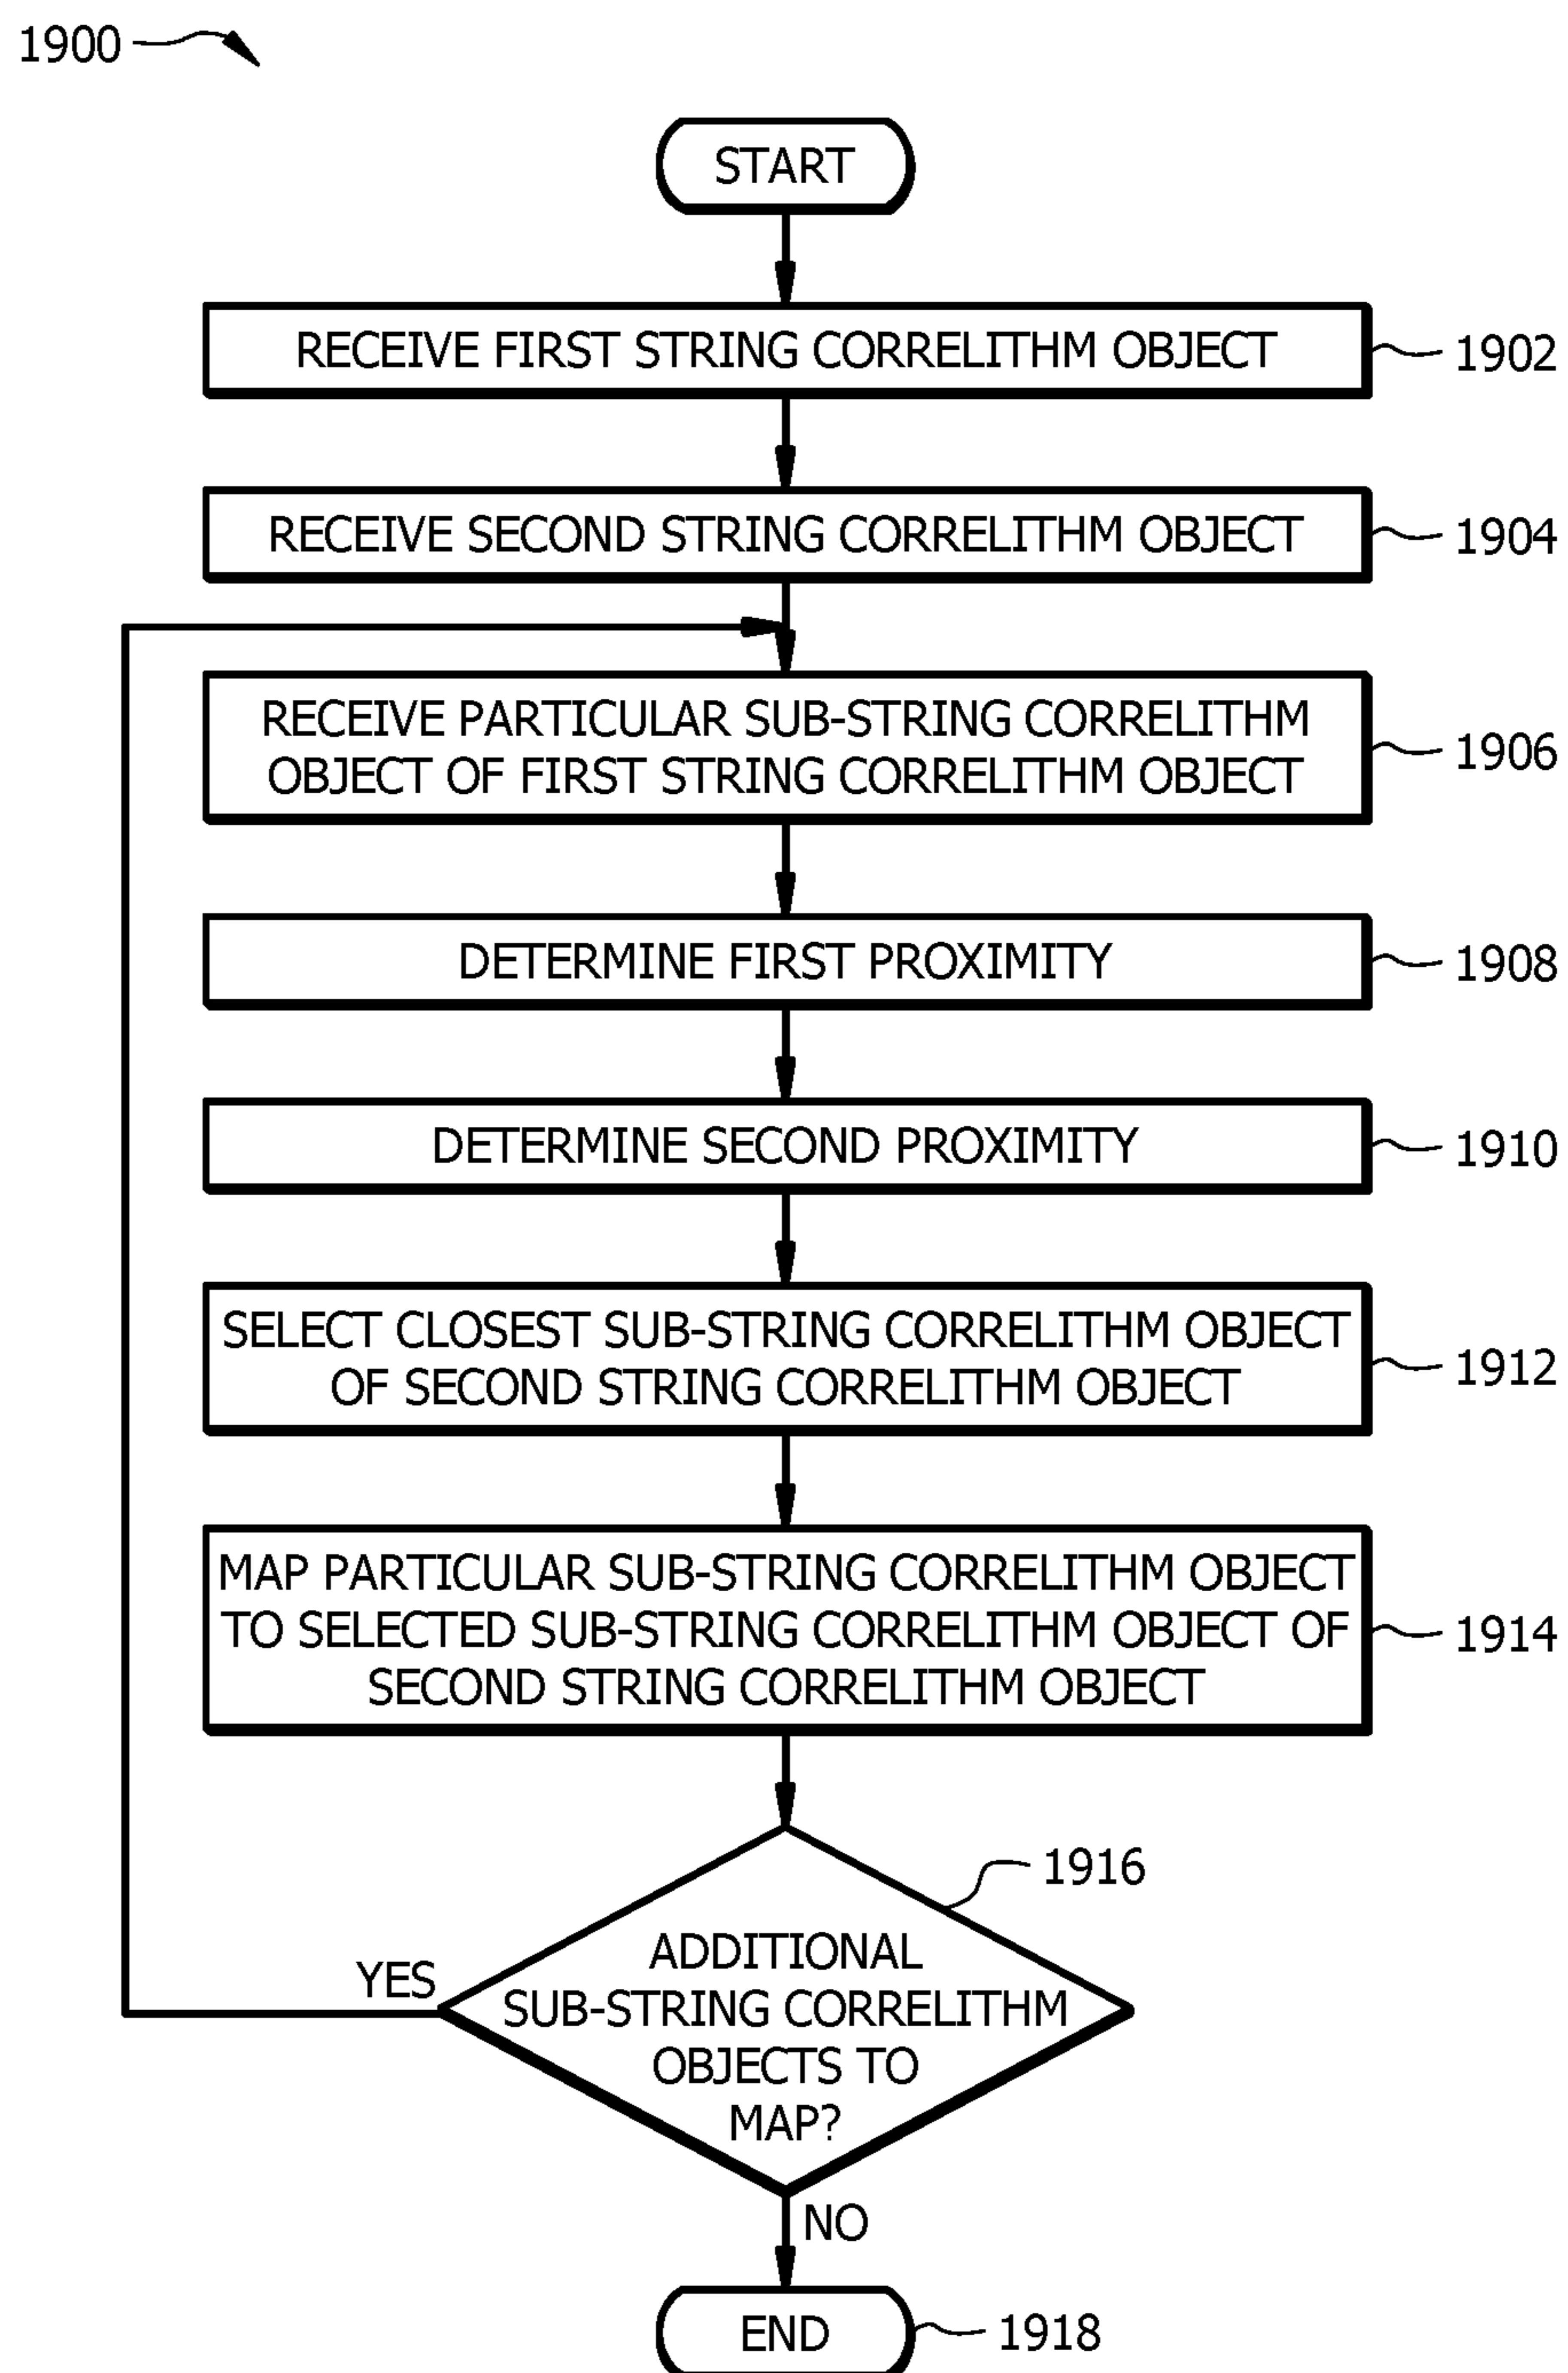 1900
START
RECEIVE FIRST STRING CORRELITHM OBJECT
1902
RECEIVE SECOND STRING CORRELITHM OBJECT
1904
RECEIVE PARTICULAR SUB-STRING CORRELITHM
OBJECT OF FIRST STRING CORRELITHM OBJECT
1906
DETERMINE FIRST PROXIMITY
1908
DETERMINE SECOND PROXIMITY
1910
SELECT CLOSEST SUB-STRING CORRELITHM OBJECT
OF SECOND STRING CORRELITHM OBJECT
1912
MAP PARTICULAR SUB-STRING CORRELITHM OBJECT
TO SELECTED SUB-STRING CORRELITHM OBJECT OF
SECOND STRING CORRELITHM OBJECT
1914
1916
ADDITIONAL
SUB-STRING CORRELITHM
OBJECTS TO
MAP?
YES
NO
END
1918